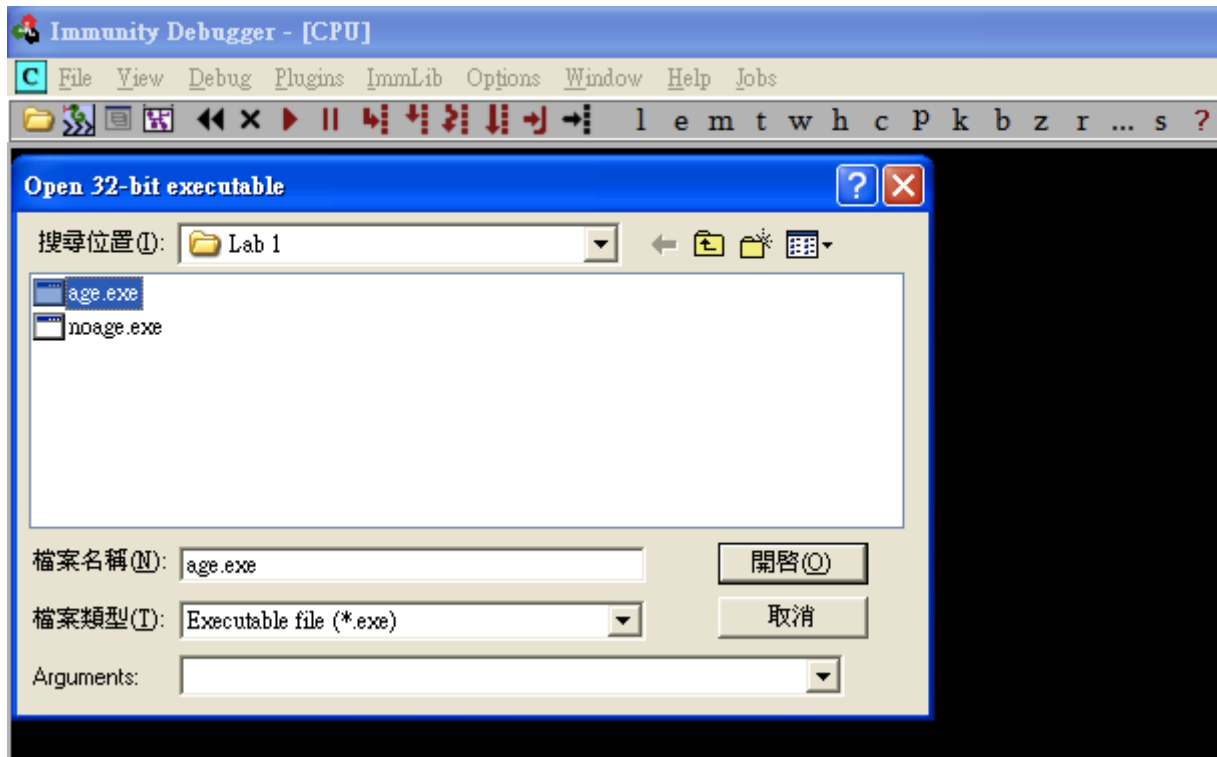 Immunity Debugger - [CPU]
C File View Debug Plugins ImmLib Options Window Help Jobs
l e m t w h c P k b z r ... s ?
Open 32-bit executable
搜尋位置(I): Lab 1
age.exe
noage.exe
檔案名稱(N): age.exe 開啓(O)
檔案類型(T): Executable file (*.exe) 取消
Arguments: